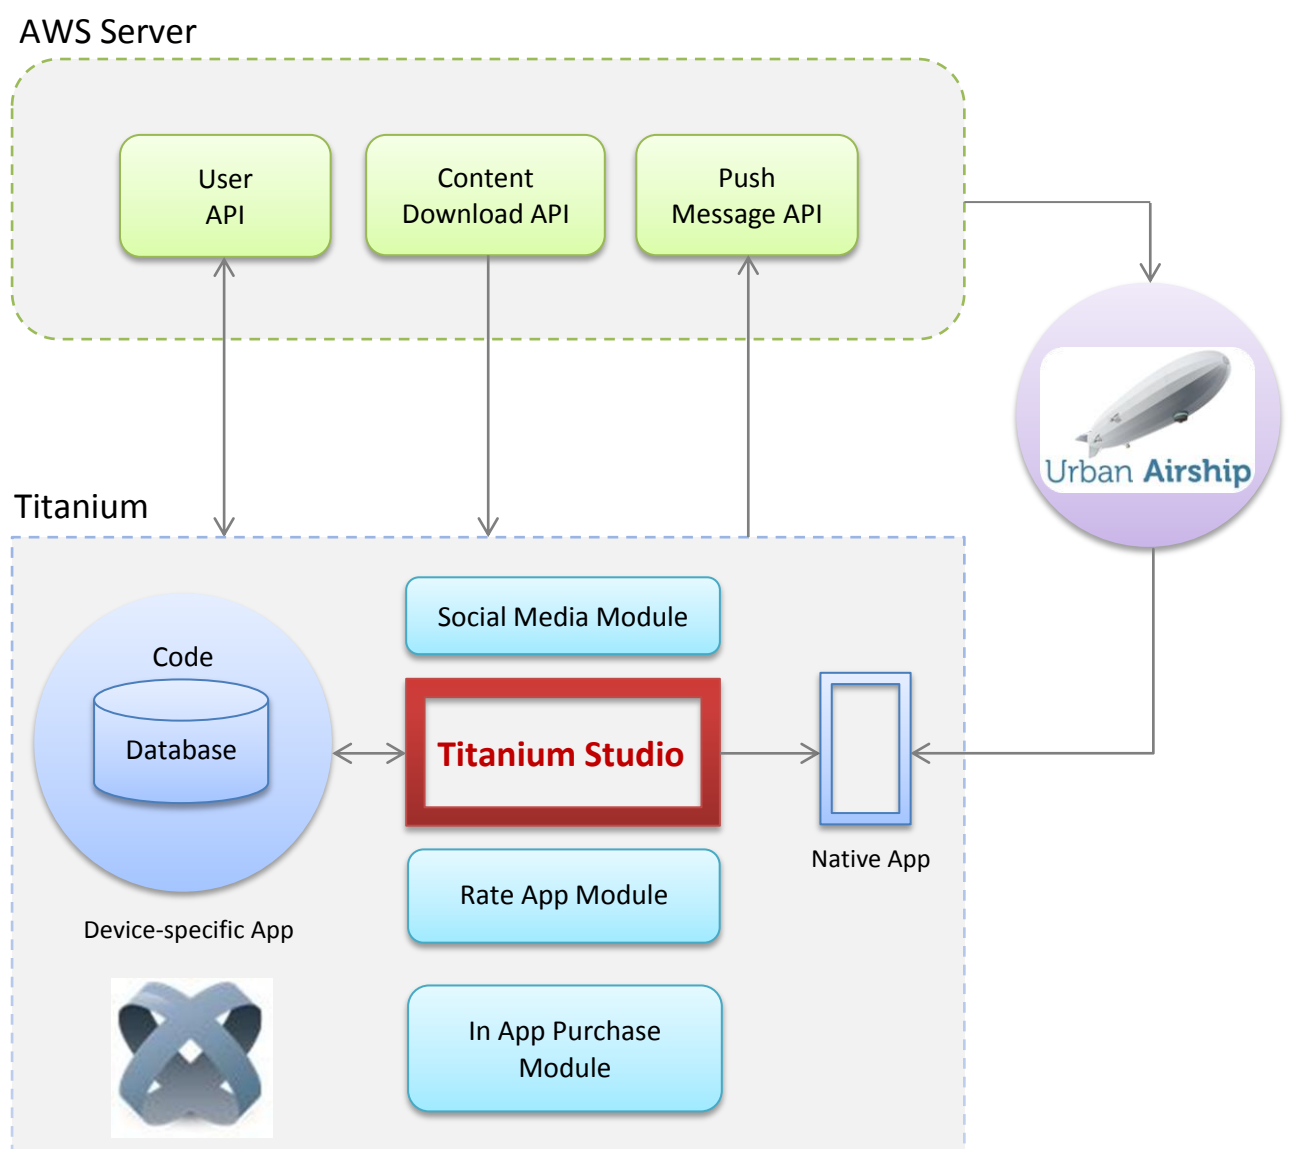 AWS Server
User
API
Content
Download API
Push
Message API
Urban Airship
Titanium
Social Media Module
Code
Database
Titanium Studio
Native App
Rate App Module
Device-specific App
In App Purchase
Module